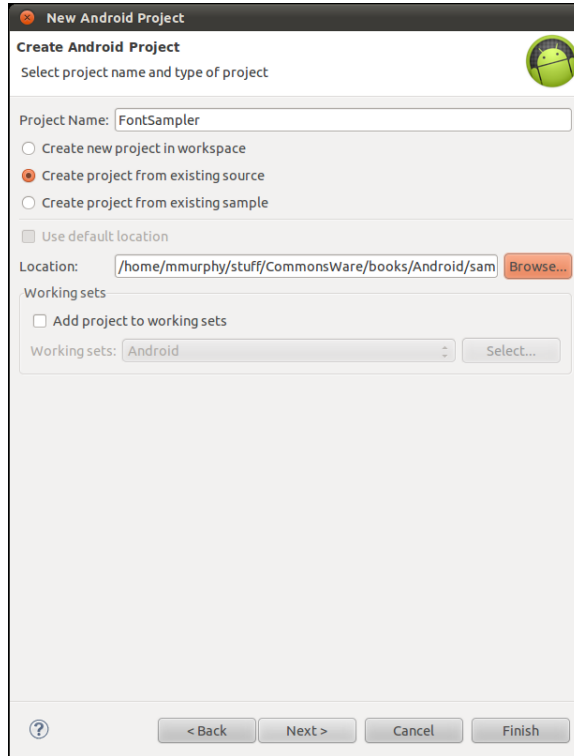 New Android Project
Create Android Project
Select project name and type of project
Project Name: FontSampler
Create new project in workspace
Create project from existing source
Create project from existing sample
Use default location
Location: /home/mmurphy/stuff/CommonsWare/books/Android/sam Browse...
Working sets
Add project to working sets
Working sets: Android Select...
? < Back Next > Cancel Finish